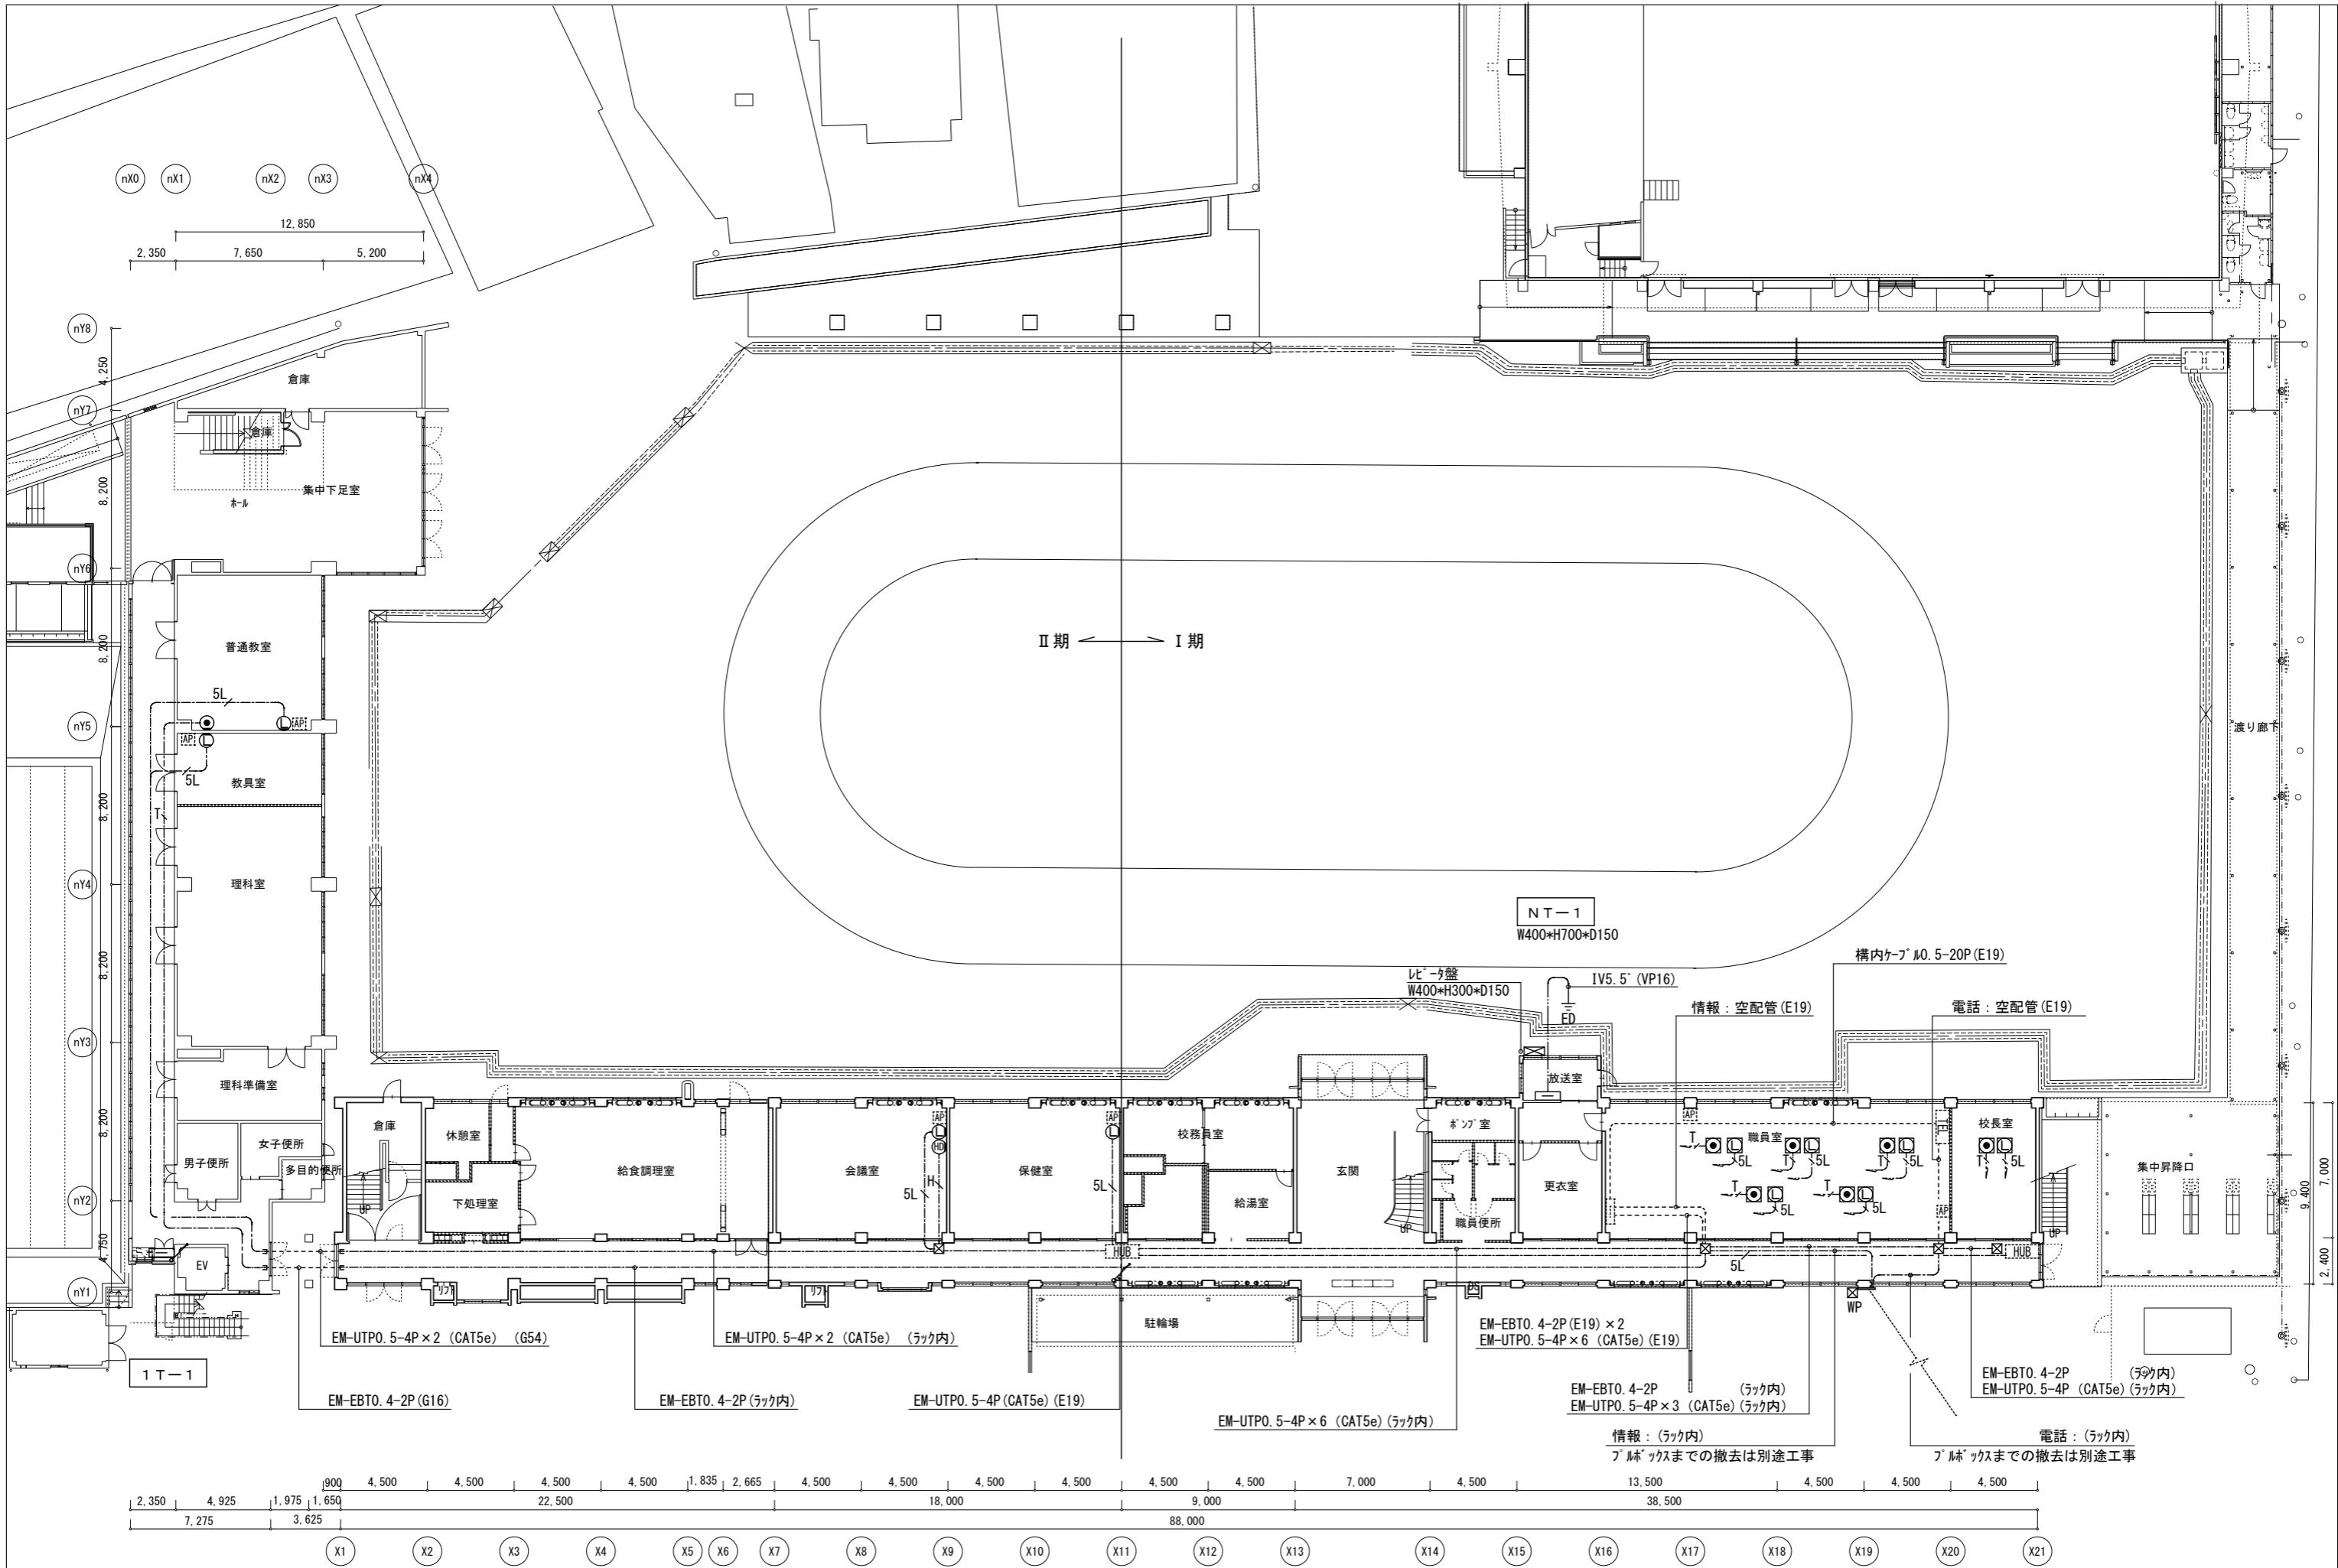 nX0 nX1 nX2 nX3 nX4
12,850
2,350 7,650 5,200
nY8
4,250
倉庫
nY7
倉庫
8,200
集中下足室
ホール
nY6
8,200
普通教室
Ⅱ期 Ⅰ期
5L
nY5
AP
L
AP
L
渡り廊下
5L
教具室
8,200
T
nY4
理科室
8,200
NT-1
W400*H700*D150
構内ケーブル0.5-20P(E19)
レピータ盤
W400*H300*D150
IV5.5゜(VP16)
ED
情報：空配管(E19)
電話：空配管(E19)
nY3
理科準備室
放送室
8,200
倉庫
休憩室
給食調理室
会議室
AP
L
HD
保健室
AP
L
校務員室
玄関
ポンプ室
更衣室
AP
職員室
校長室
女子便所
男子便所
多目的便所
下処理室
5L
H
5L
給湯室
職員便所
T L 5L
T L 5L
T L 5L
T L 5L
T L 5L
T L 5L
AP
集中昇降口
7,000
9,400
2,400
nY2
UP
UP
UP
4,750
EV
HUB
5L
HUB
nY1
リフト
リフト
DS
WP
駐輪場
EM-UTP0.5-4P×2 (CAT5e) (G54)
EM-UTP0.5-4P×2 (CAT5e) (ラック内)
EM-EBT0.4-2P(E19)×2
EM-UTP0.5-4P×6 (CAT5e)(E19)
1T-1
EM-EBT0.4-2P(G16)
EM-EBT0.4-2P(ラック内)
EM-UTP0.5-4P(CAT5e)(E19)
EM-UTP0.5-4P×6 (CAT5e)(ラック内)
EM-EBT0.4-2P (ラック内)
EM-UTP0.5-4P×3 (CAT5e)(ラック内)
EM-EBT0.4-2P (ラック内)
EM-UTP0.5-4P (CAT5e)(ラック内)
情報：(ラック内)
プルボックスまでの撤去は別途工事
電話：(ラック内)
プルボックスまでの撤去は別途工事
900 4,500 4,500 4,500 4,500 1,835 2,665 4,500 4,500 4,500 4,500 4,500 4,500 7,000 4,500 13,500 4,500 4,500 4,500
2,350 4,925 1,975 1,650 22,500 18,000 9,000 38,500
7,275 3,625 88,000
X1 X2 X3 X4 X5 X6 X7 X8 X9 X10 X11 X12 X13 X14 X15 X16 X17 X18 X19 X20 X21